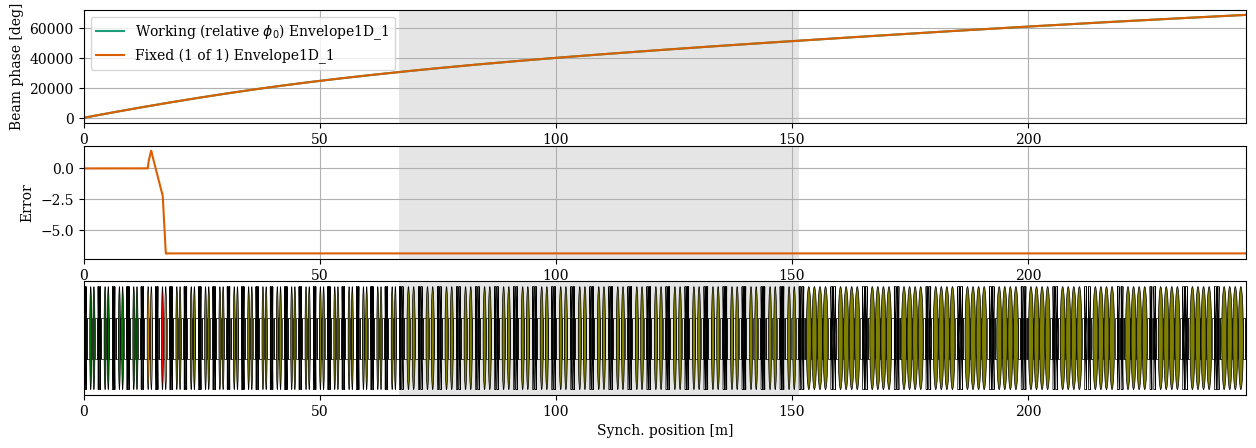 Beam phase [deg]
60000
40000
20000
0
Working (relative ϕ₀) Envelope1D_1
Fixed (1 of 1) Envelope1D_1
0 50 100 150 200
Error
0.0
−2.5
−5.0
0 50 100 150 200
0 50 100 150 200
Synch. position [m]